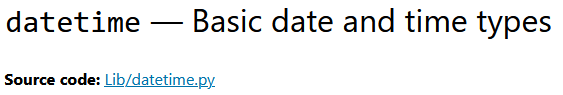 datetime — Basic date and time types
Source code: Lib/datetime.py